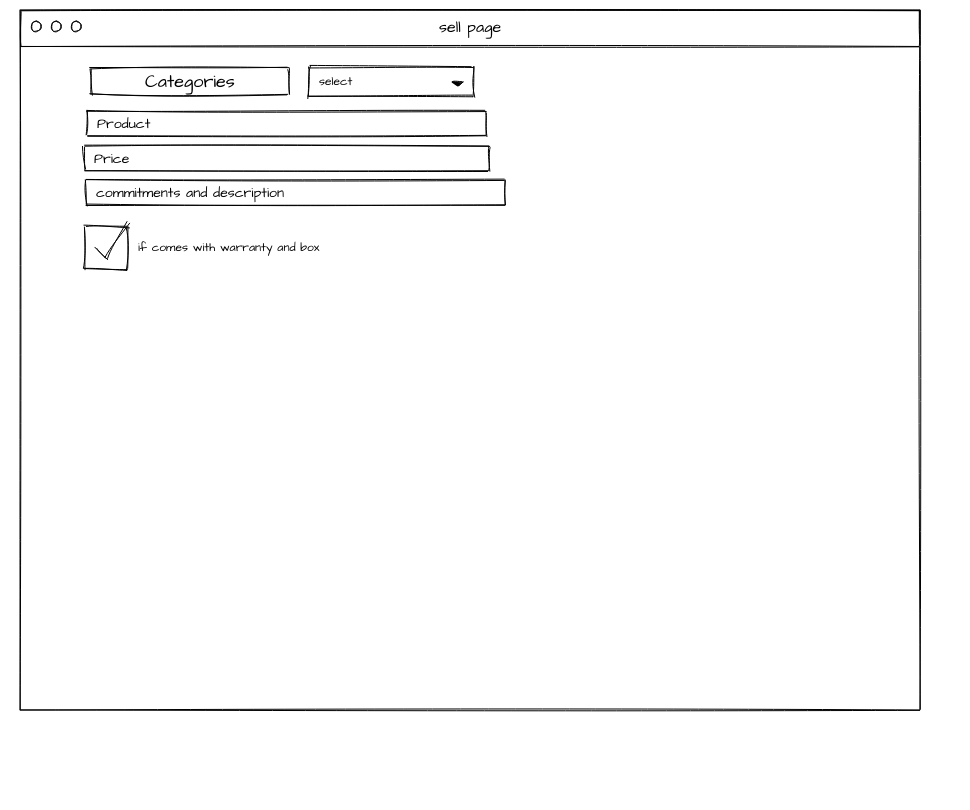 sell page
Categories
select
Product
Price
commitments and description
if comes with warranty and box